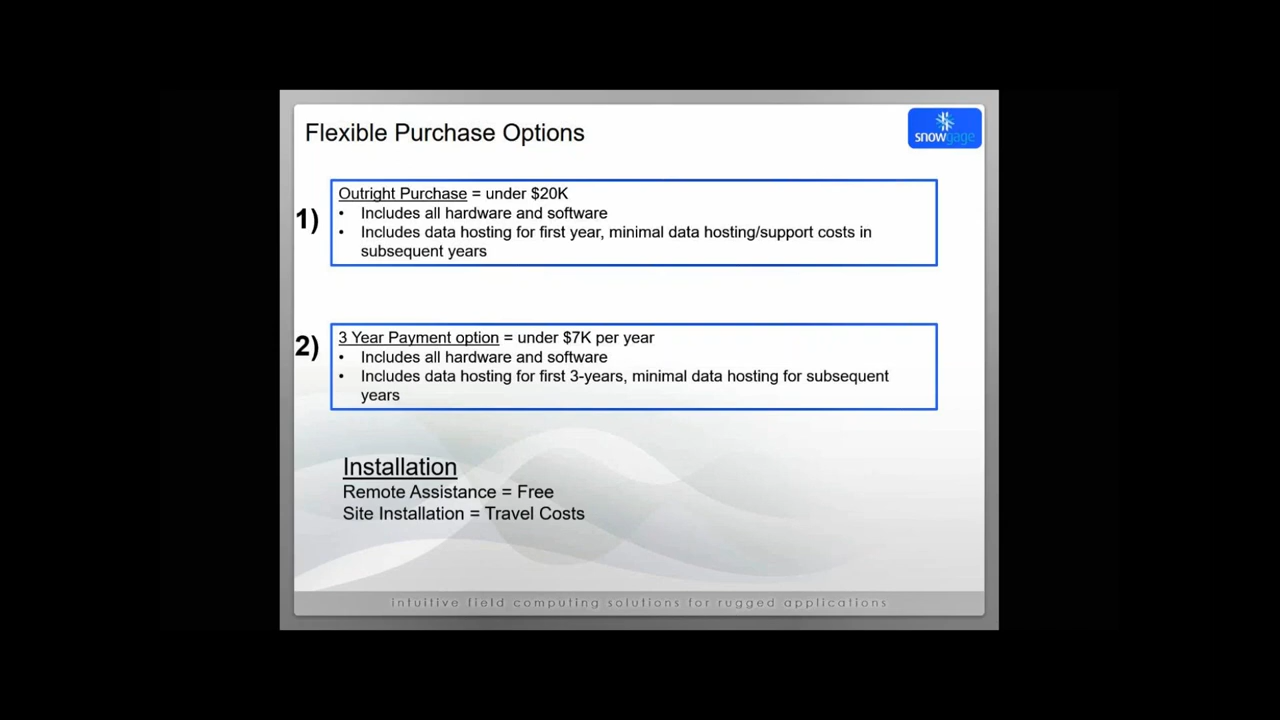 Flexible Purchase Options
snowgage
1)
Outright Purchase = under $20K
• Includes all hardware and software
• Includes data hosting for first year, minimal data hosting/support costs in
subsequent years
2)
3 Year Payment option = under $7K per year
• Includes all hardware and software
• Includes data hosting for first 3-years, minimal data hosting for subsequent
years
Installation
Remote Assistance = Free
Site Installation = Travel Costs
intuitive field computing solutions for rugged applications